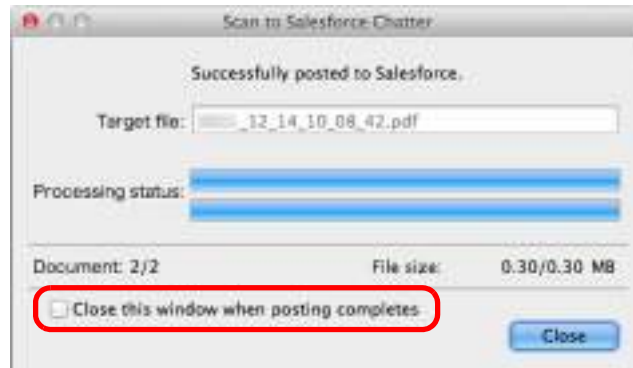 Scan to Salesforce Chatter
Successfully posted to Salesforce.
Target file: _12_14_10_08_42.pdf
Processing status:
Document: 2/2 File size: 0.30/0.30 MB
Close this window when posting completes
Close